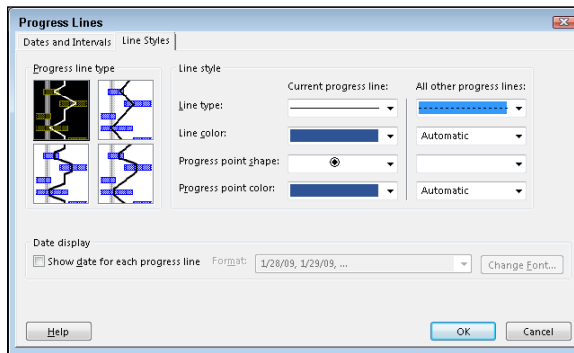 Progress Lines
Dates and Intervals Line Styles
Progress line type
Line style
Current progress line: All other progress lines:
Line type:
Line color: Automatic
Progress point shape:
Progress point color: Automatic
Date display
Show date for each progress line Format: 1/28/09, 1/29/09, ... Change Font...
Help OK Cancel